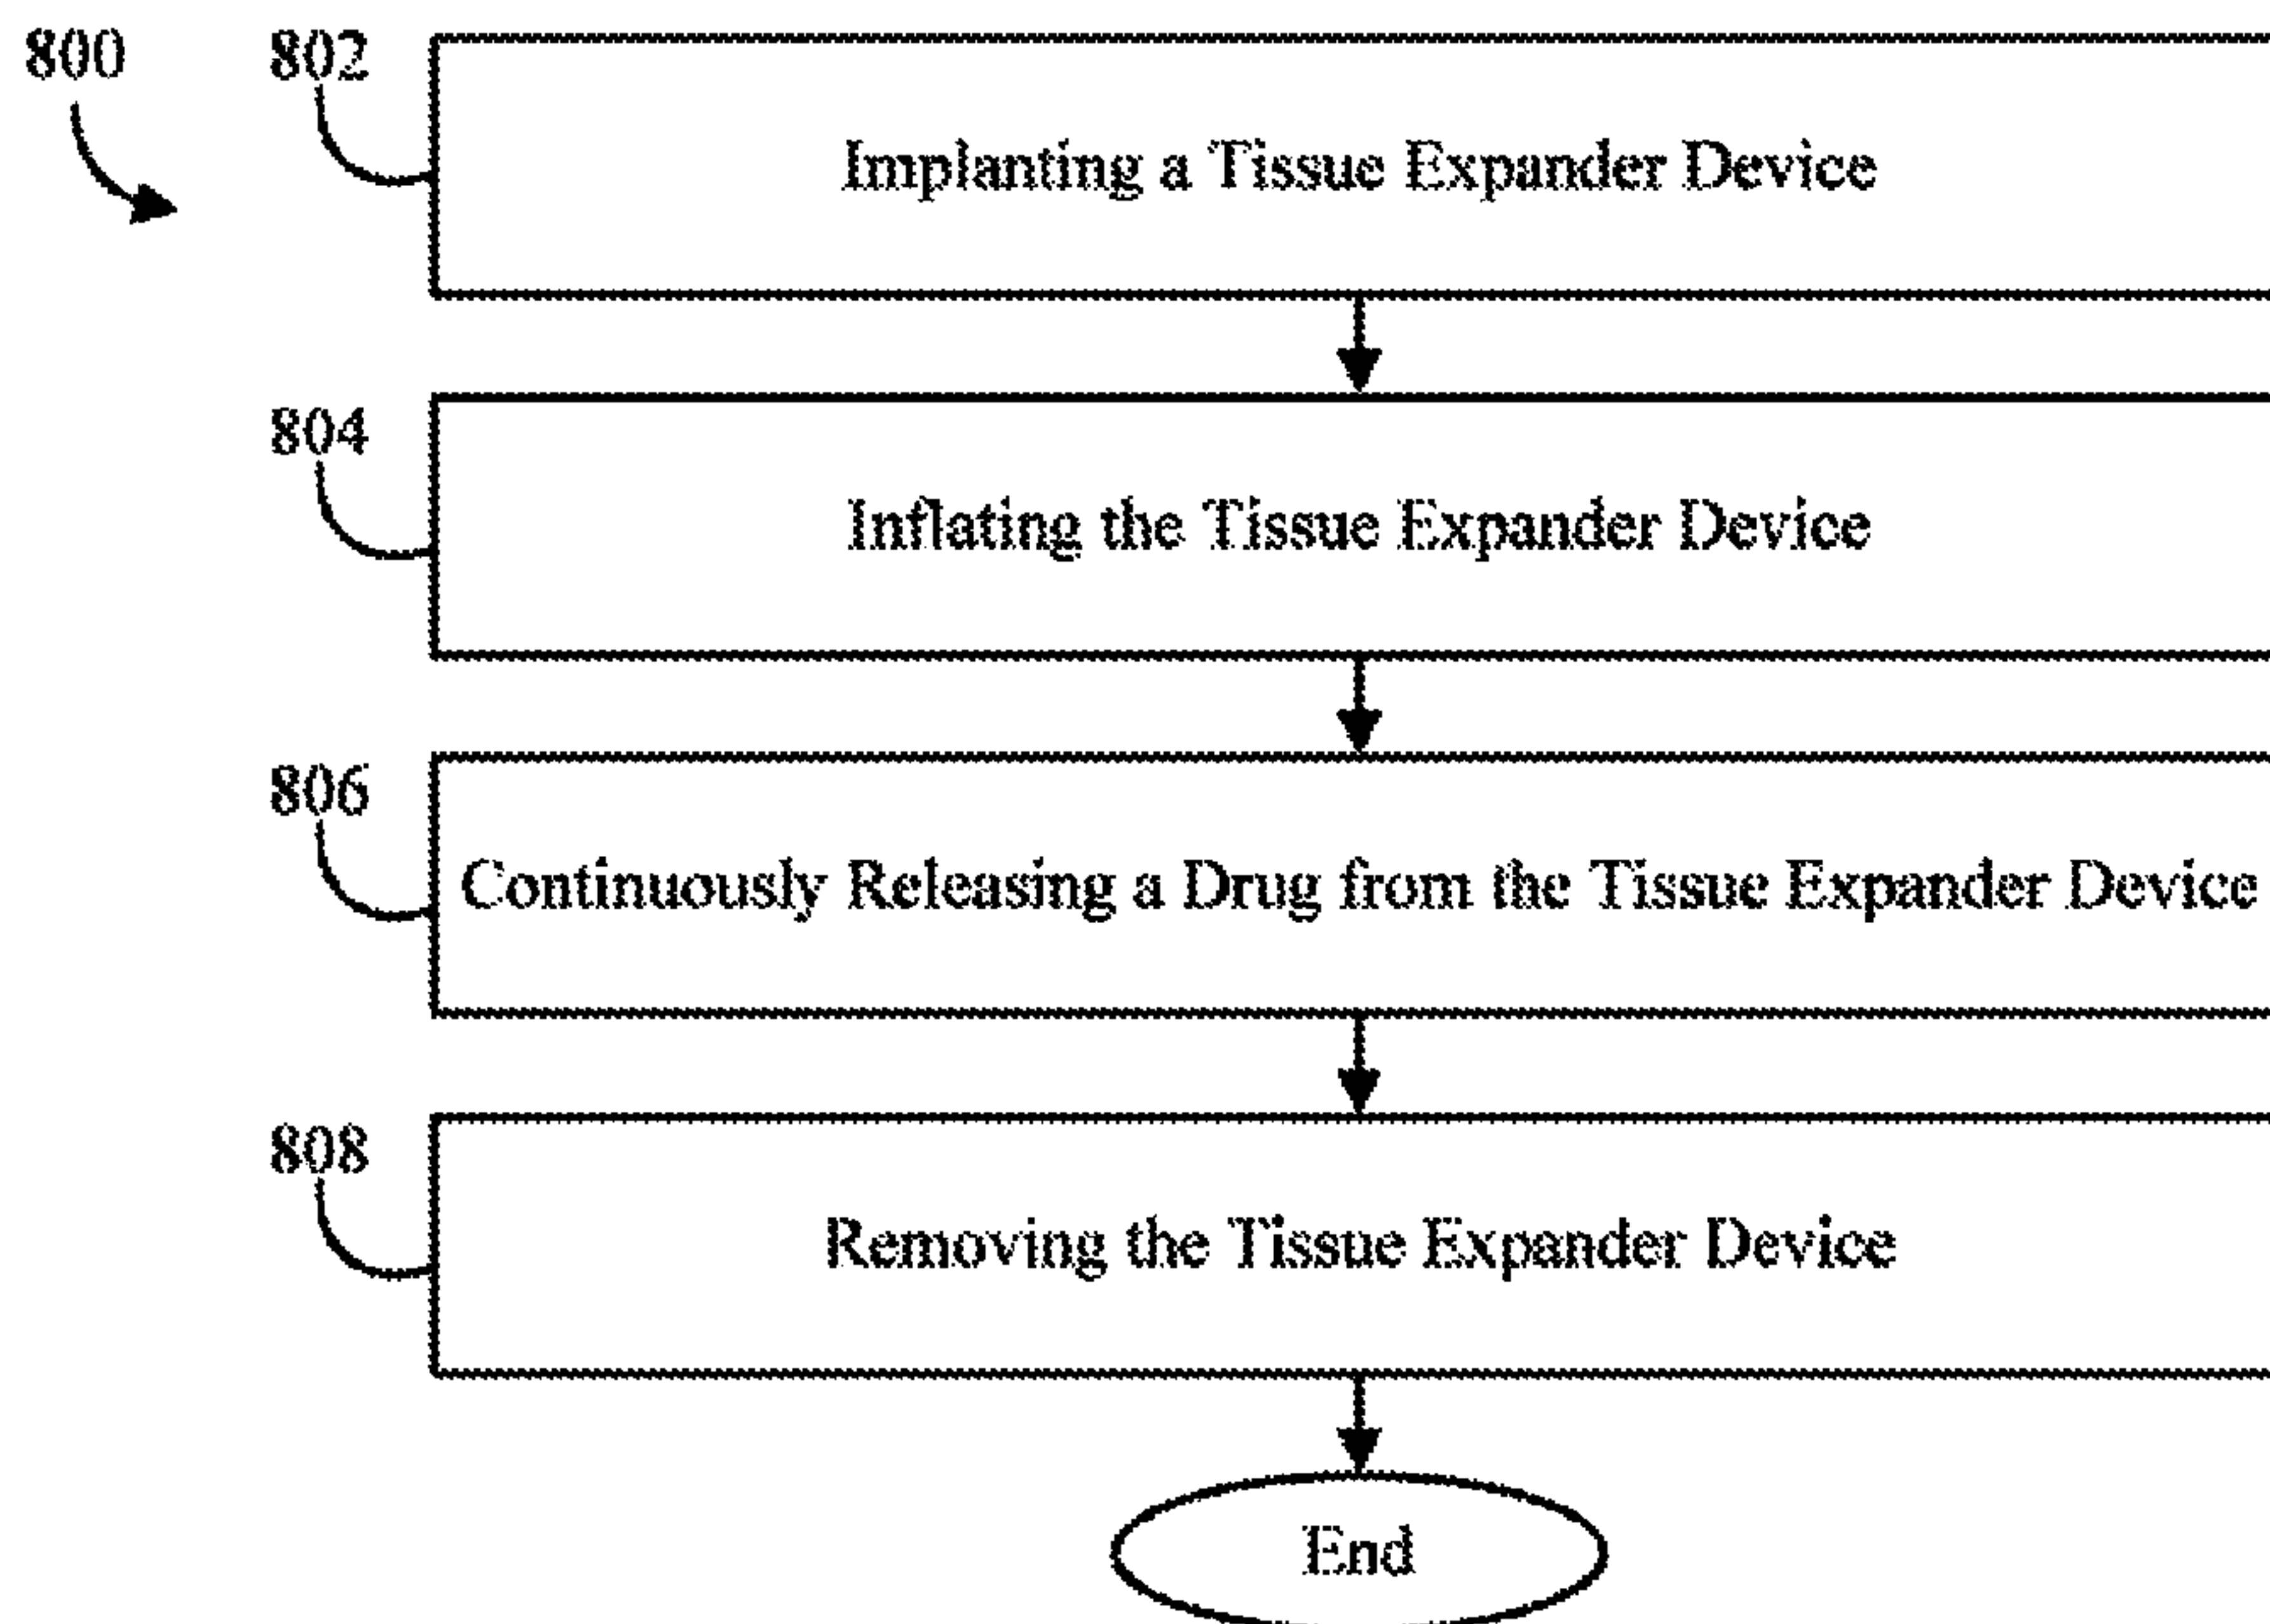 800
802
Implanting a Tissue Expander Device
804
Inflating the Tissue Expander Device
806
Continuously Releasing a Drug from the Tissue Expander Device
808
Removing the Tissue Expander Device
End